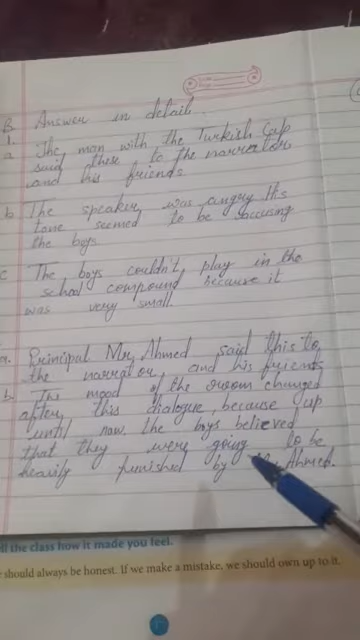 B. Answer in detail.
1.
a The man with the Turkish Cap
said these to the narrator
and his friends.
b The speaker was angry. His
tone seemed to be accusing
the boys.
c The boys couldn't play in the
school compound because it
was very small.
a. Principal Mr. Ahmed said this to
the narrator, and his friends
b The mood of the room changed
after this dialogue, because up
until now the boys believed
that they were going to be
heavily punished by Mr Ahmed.
ll the class how it made you feel.
should always be honest. If we make a mistake, we should own up to it.